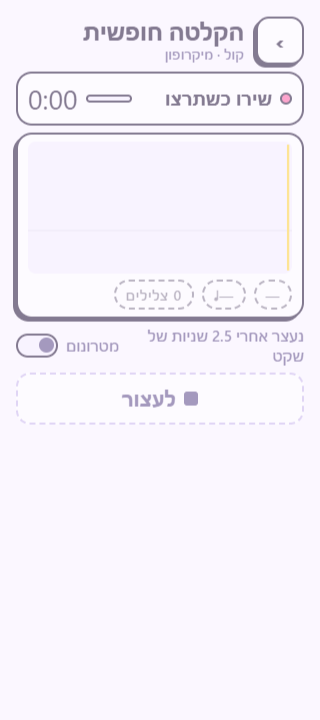 הקלטה חופשית
קול · מיקרופון
שירו כשתרצו
0:00
—
♩—
0 צלילים
נעצר אחרי 2.5 שניות של
שקט
מטרונום
לעצור